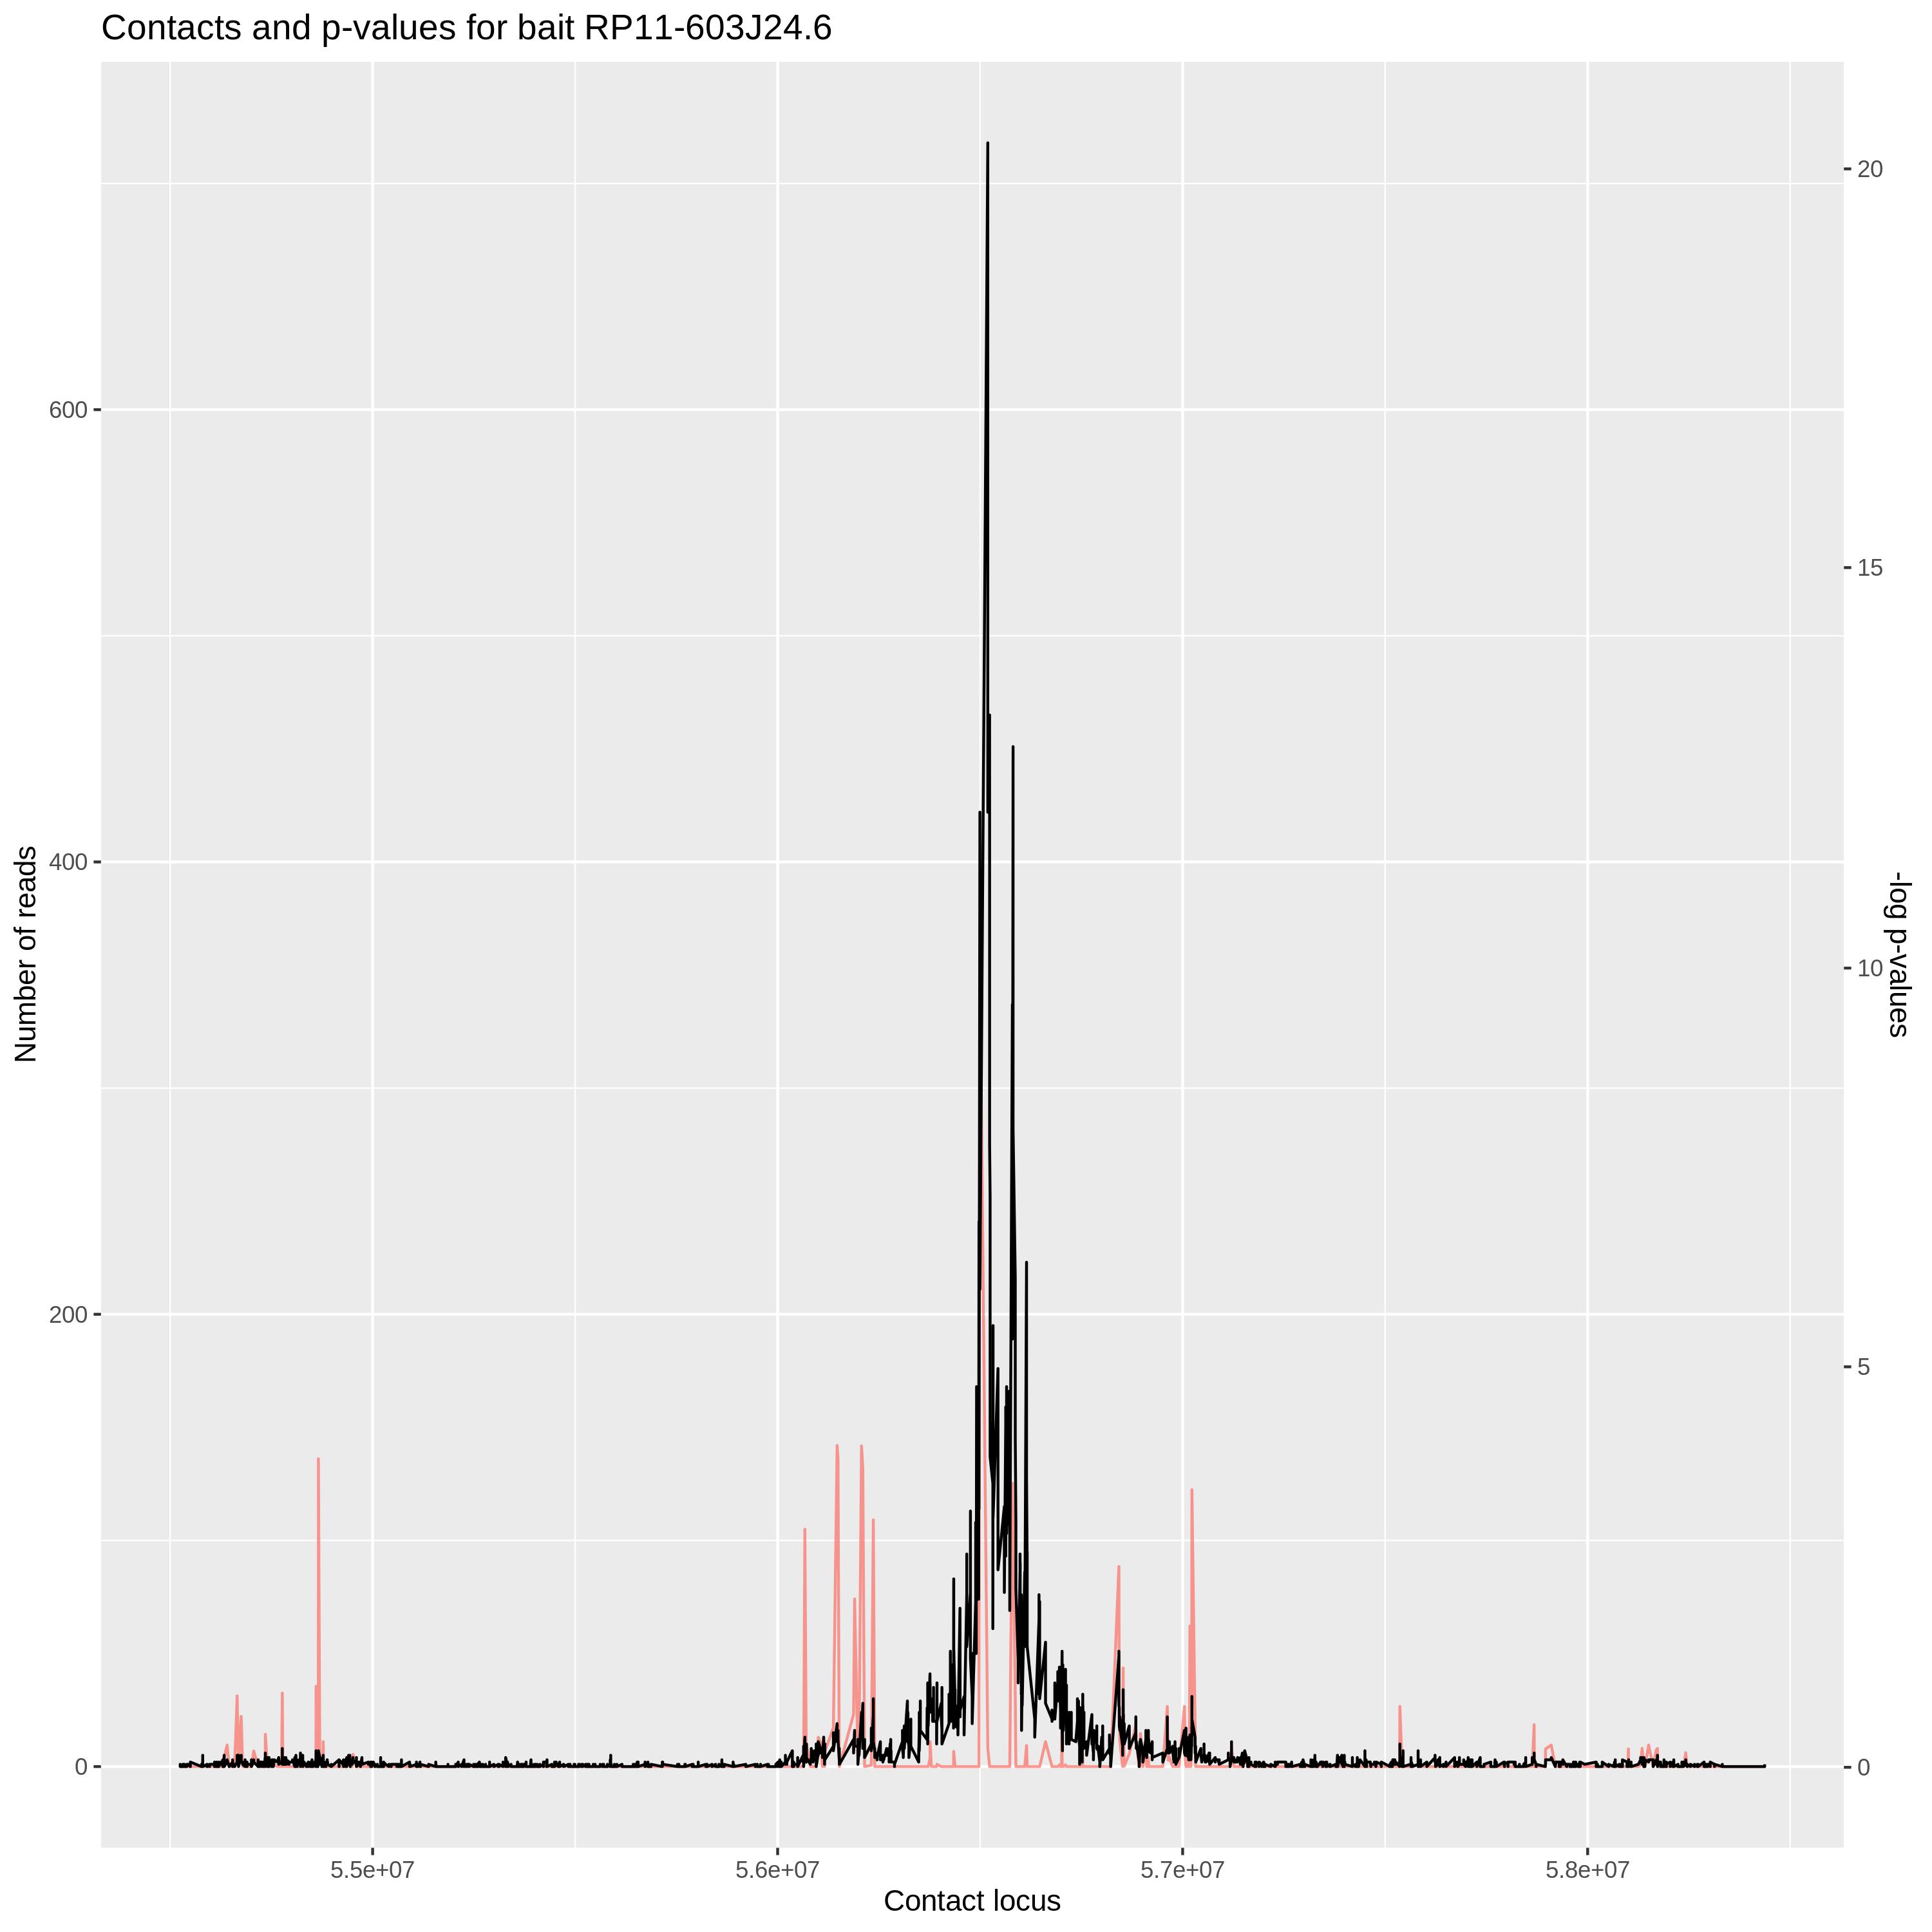 Contacts and p-values for bait RP11-603J24.6
600
400
200
0
Number of reads
20
15
10
5
0
-log p-values
5.5e+07
5.6e+07
5.7e+07
5.8e+07
Contact locus